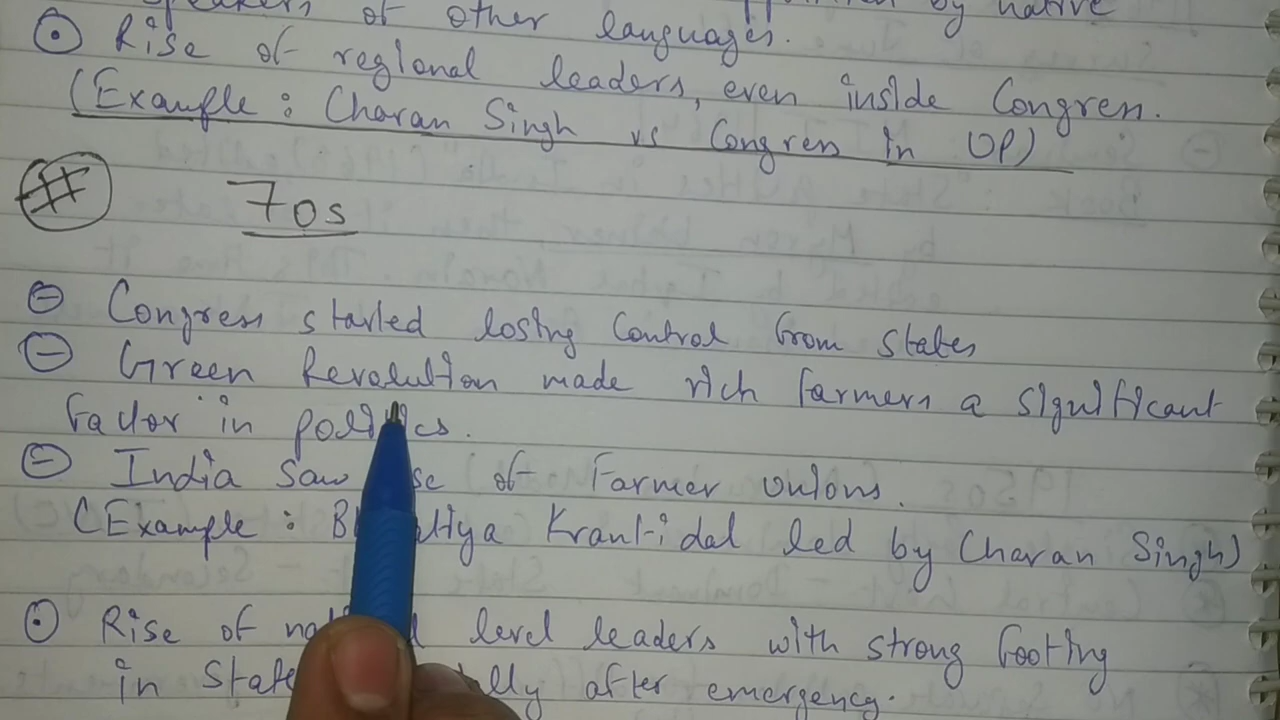 of other languages. by native
⊙ Rise of regional leaders, even inside Congress.
(Example : Charan Singh vs Congress in UP)
# 70s
⊖ Congress started losing control from states
⊖ Green Revolution made rich farmers a significant
factor in politics.
⊖ India saw of Farmer unions.
(Example : Kranti dal led by Charan Singh)
⊙ Rise of level leaders with strong footing
in after emergency.